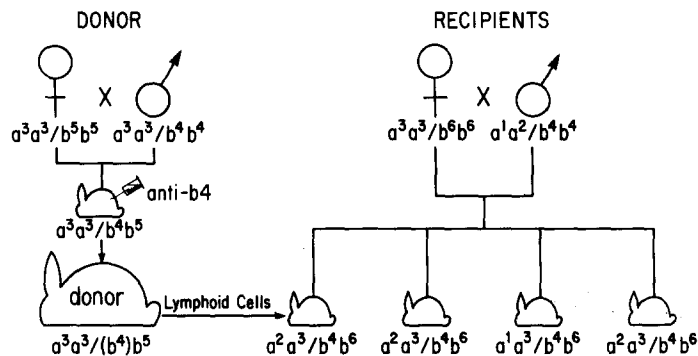 DONOR
RECIPIENTS
X
X
a³a³/b⁵b⁵ a³a³/b⁴b⁴
a³a³/b⁶b⁶ a¹a²/b⁴b⁴
anti-b4
a³a³/b⁴b⁵
donor
Lymphoid Cells
a³a³/(b⁴)b⁵
a²a³/b⁴b⁶ a²a³/b⁴b⁶ a¹a³/b⁴b⁶ a²a³/b⁴b⁶